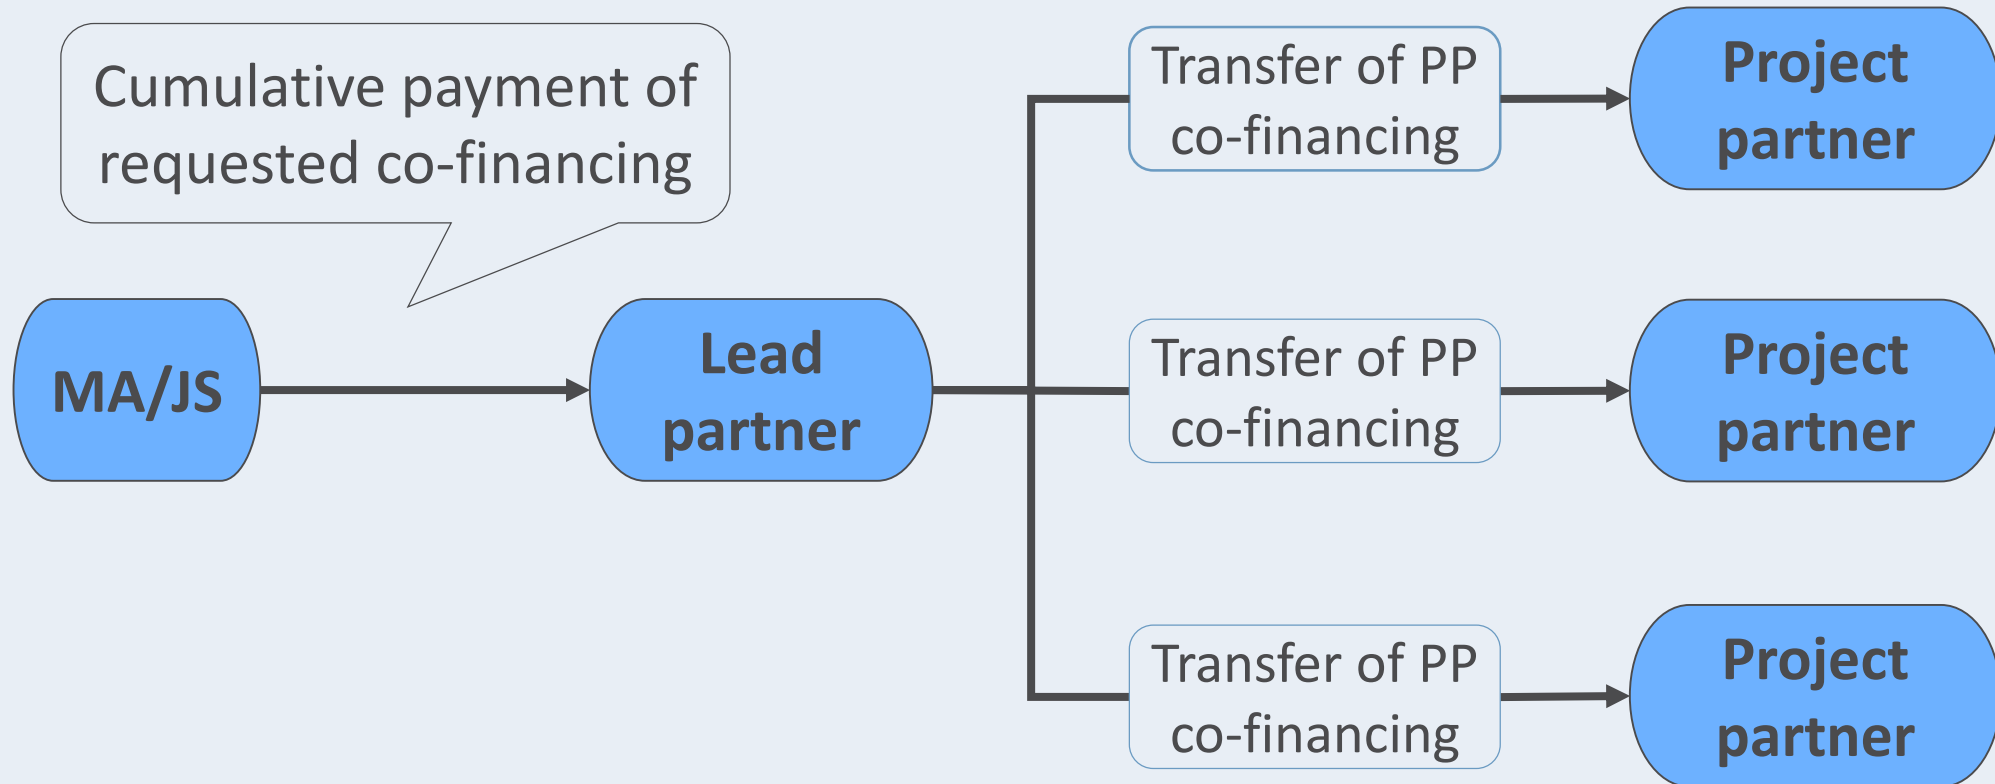 Cumulative payment of
requested co-financing
MA/JS
Lead
partner
Transfer of PP
co-financing
Project
partner
Transfer of PP
co-financing
Project
partner
Transfer of PP
co-financing
Project
partner